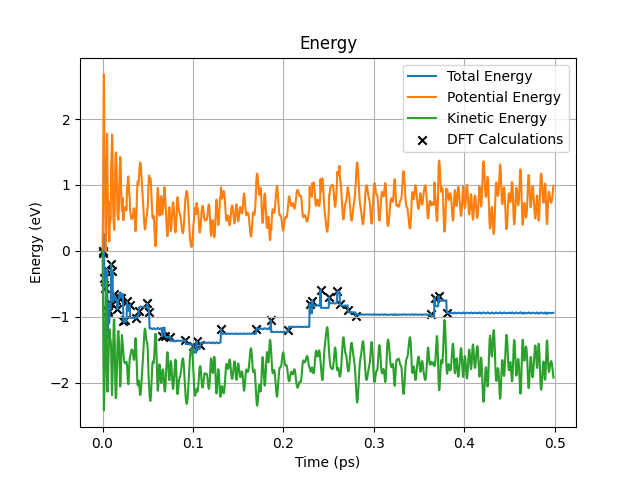 Energy
Total Energy
Potential Energy
Kinetic Energy
DFT Calculations
Energy (eV)
2
1
0
−1
−2
0.0 0.1 0.2 0.3 0.4 0.5
Time (ps)